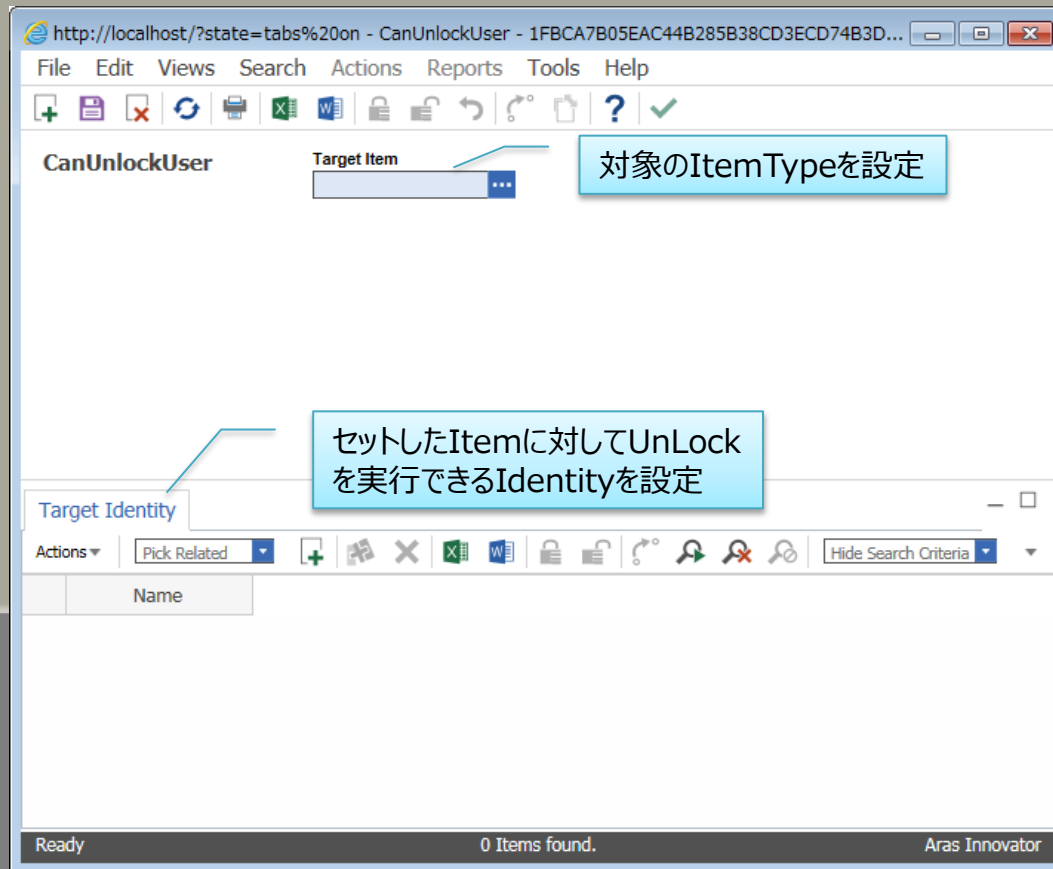 http://localhost/?state=tabs%20on - CanUnlockUser - 1FBCA7B05EAC44B285B38CD3ECD74B3D...
File Edit Views Search Actions Reports Tools Help
CanUnlockUser
Target Item
対象のItemTypeを設定
セットしたItemに対してUnLock
を実行できるIdentityを設定
Target Identity
Actions Pick Related Hide Search Criteria
Name
Ready 0 Items found. Aras Innovator